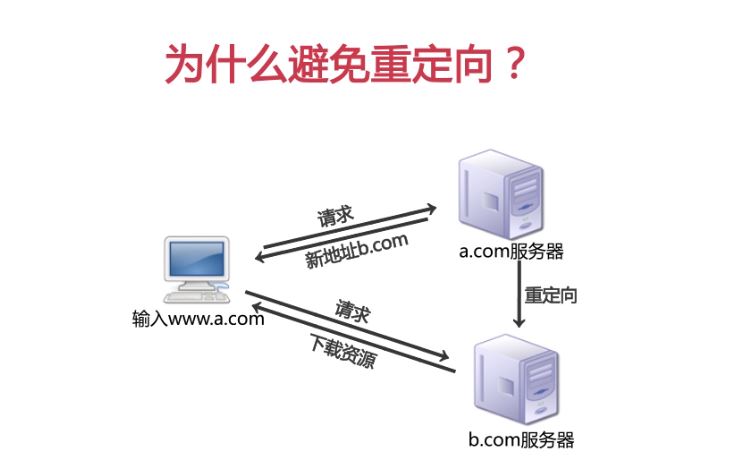 为什么避免重定向？
请求
新地址b.com
a.com服务器
重定向
输入www.a.com
请求
下载资源
b.com服务器